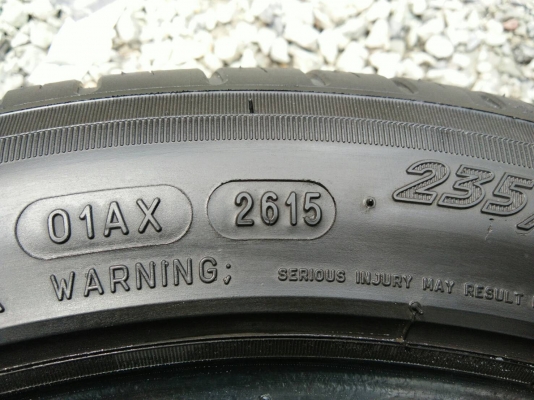 01AX 2615 235/
WARNING; SERIOUS INJURY MAY RESULT